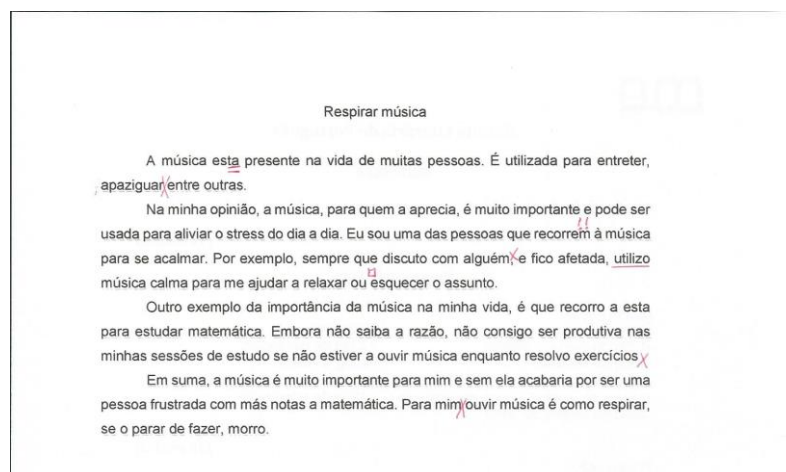 Respirar música
A música esta presente na vida de muitas pessoas. É utilizada para entreter,
apaziguar entre outras.
Na minha opinião, a música, para quem a aprecia, é muito importante e pode ser
usada para aliviar o stress do dia a dia. Eu sou uma das pessoas que recorrem à música
para se acalmar. Por exemplo, sempre que discuto com alguém, e fico afetada, utilizo
música calma para me ajudar a relaxar ou esquecer o assunto.
Outro exemplo da importância da música na minha vida, é que recorro a esta
para estudar matemática. Embora não saiba a razão, não consigo ser produtiva nas
minhas sessões de estudo se não estiver a ouvir música enquanto resolvo exercícios
Em suma, a música é muito importante para mim e sem ela acabaria por ser uma
pessoa frustrada com más notas a matemática. Para mim ouvir música é como respirar,
se o parar de fazer, morro.